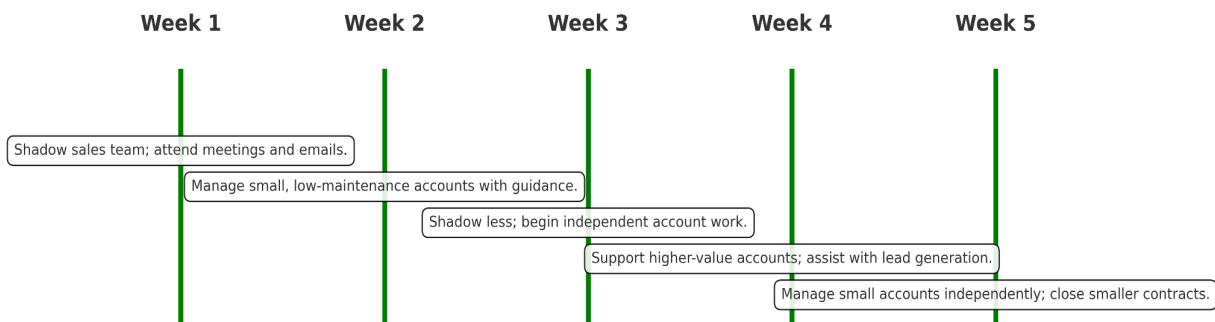 Week 1
Week 2
Week 3
Week 4
Week 5
Shadow sales team; attend meetings and emails.
Manage small, low-maintenance accounts with guidance.
Shadow less; begin independent account work.
Support higher-value accounts; assist with lead generation.
Manage small accounts independently; close smaller contracts.